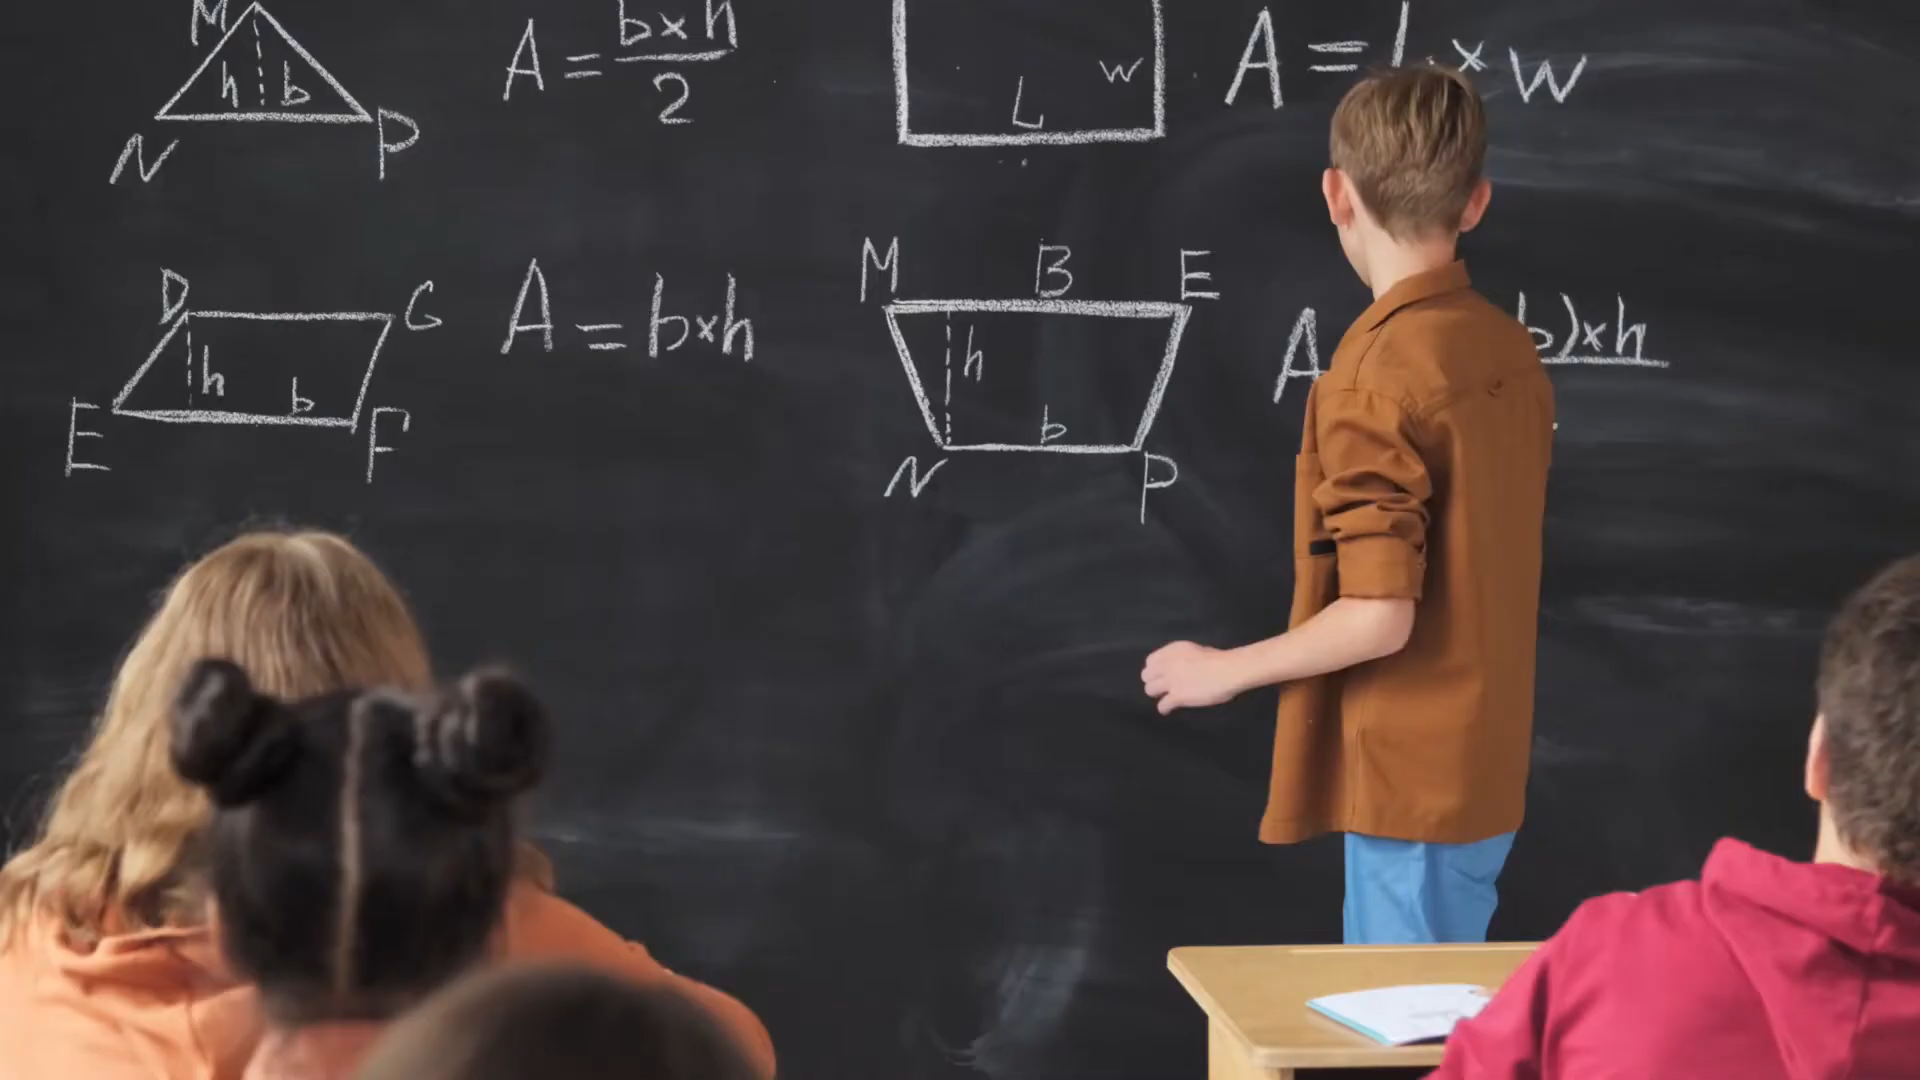 M
h b
N P
A = b×h
2
W
L
A = L × W
D G
h
b
E F
A = b×h
M B E
h
b
N P
A b)×h